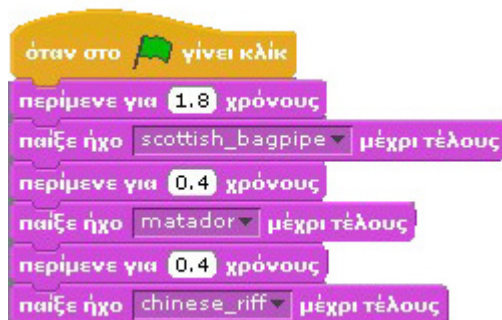 όταν στο γίνει κλίκ
περίμενε για 1.8 χρόνους
παίξε ήχο scottish_bagpipe μέχρι τέλους
περίμενε για 0.4 χρόνους
παίξε ήχο matador μέχρι τέλους
περίμενε για 0.4 χρόνους
παίξε ήχο chinese_riff μέχρι τέλους